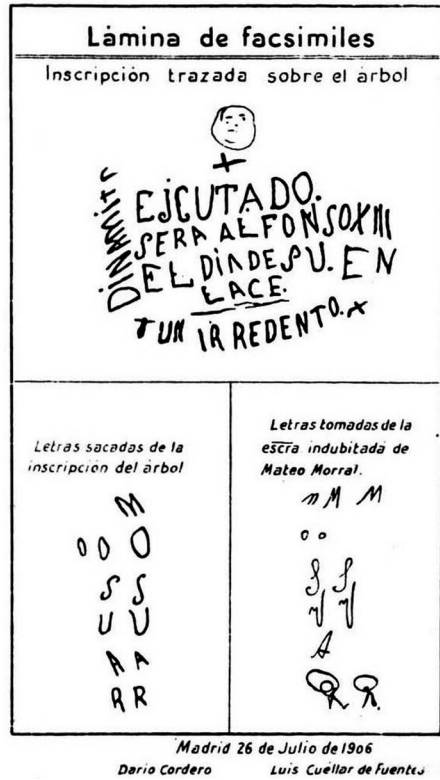 Lámina de facsimiles
Inscripción trazada sobre el árbol
+
DINAMITA
EJCUTADO.
SERA ALFONSO XIII
EL DIA DE SU. EN
LACE.
UN IRREDENTO.
Letras sacadas de la
inscripción del árbol
M
O O O
S S
U U
A A
R R
Letras tomadas de la
escra indubitada de
Mateo Morral.
m M M
o o
S S
y y
A
R R
Madrid 26 de Julio de 1906
Dario Cordero Luis Cuellar de Fuentes